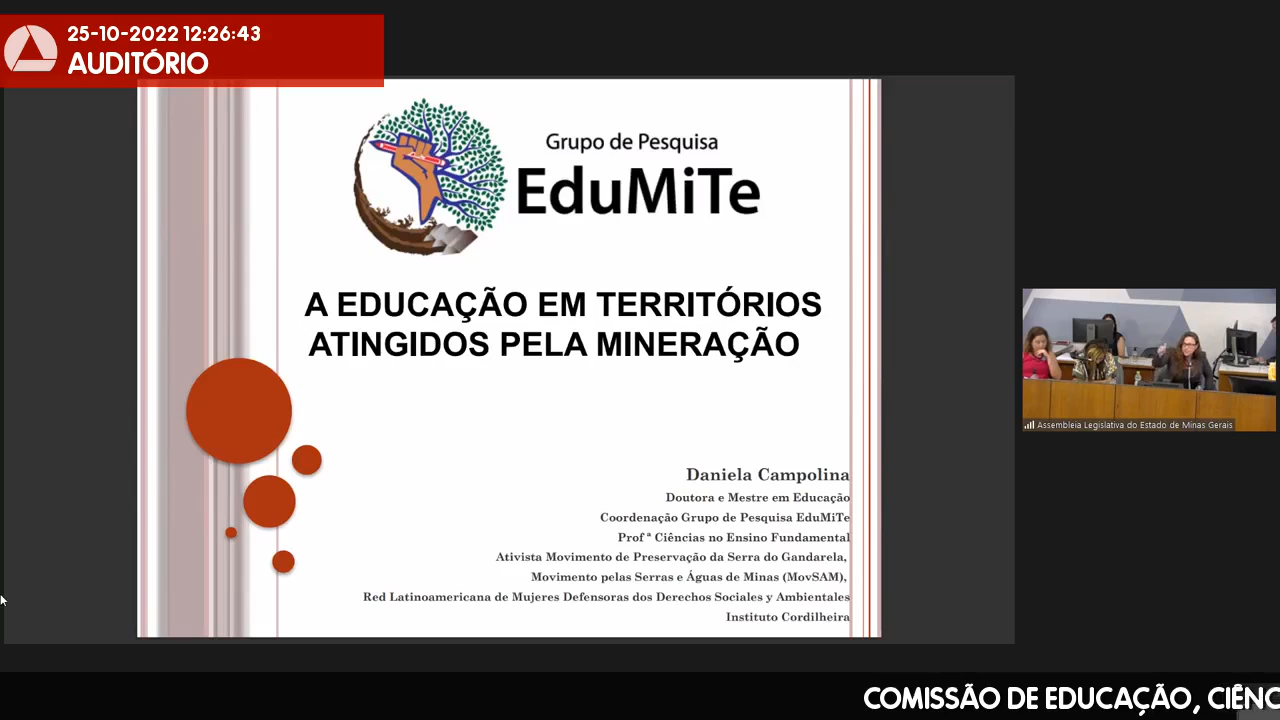 25-10-2022 12:26:43
AUDITÓRIO
Grupo de Pesquisa
EduMiTe
A EDUCAÇÃO EM TERRITÓRIOS
ATINGIDOS PELA MINERAÇÃO
Daniela Campolina
Doutora e Mestre em Educação
Coordenação Grupo de Pesquisa EduMiTe
Profª Ciências no Ensino Fundamental
Ativista Movimento de Preservação da Serra do Gandarela,
Movimento pelas Serras e Águas de Minas (MovSAM),
Red Latinoamericana de Mujeres Defensoras dos Derechos Sociales y Ambientales
Instituto Cordilheira
Assembleia Legislativa do Estado de Minas Gerais
COMISSÃO DE EDUCAÇÃO, CIÊNC